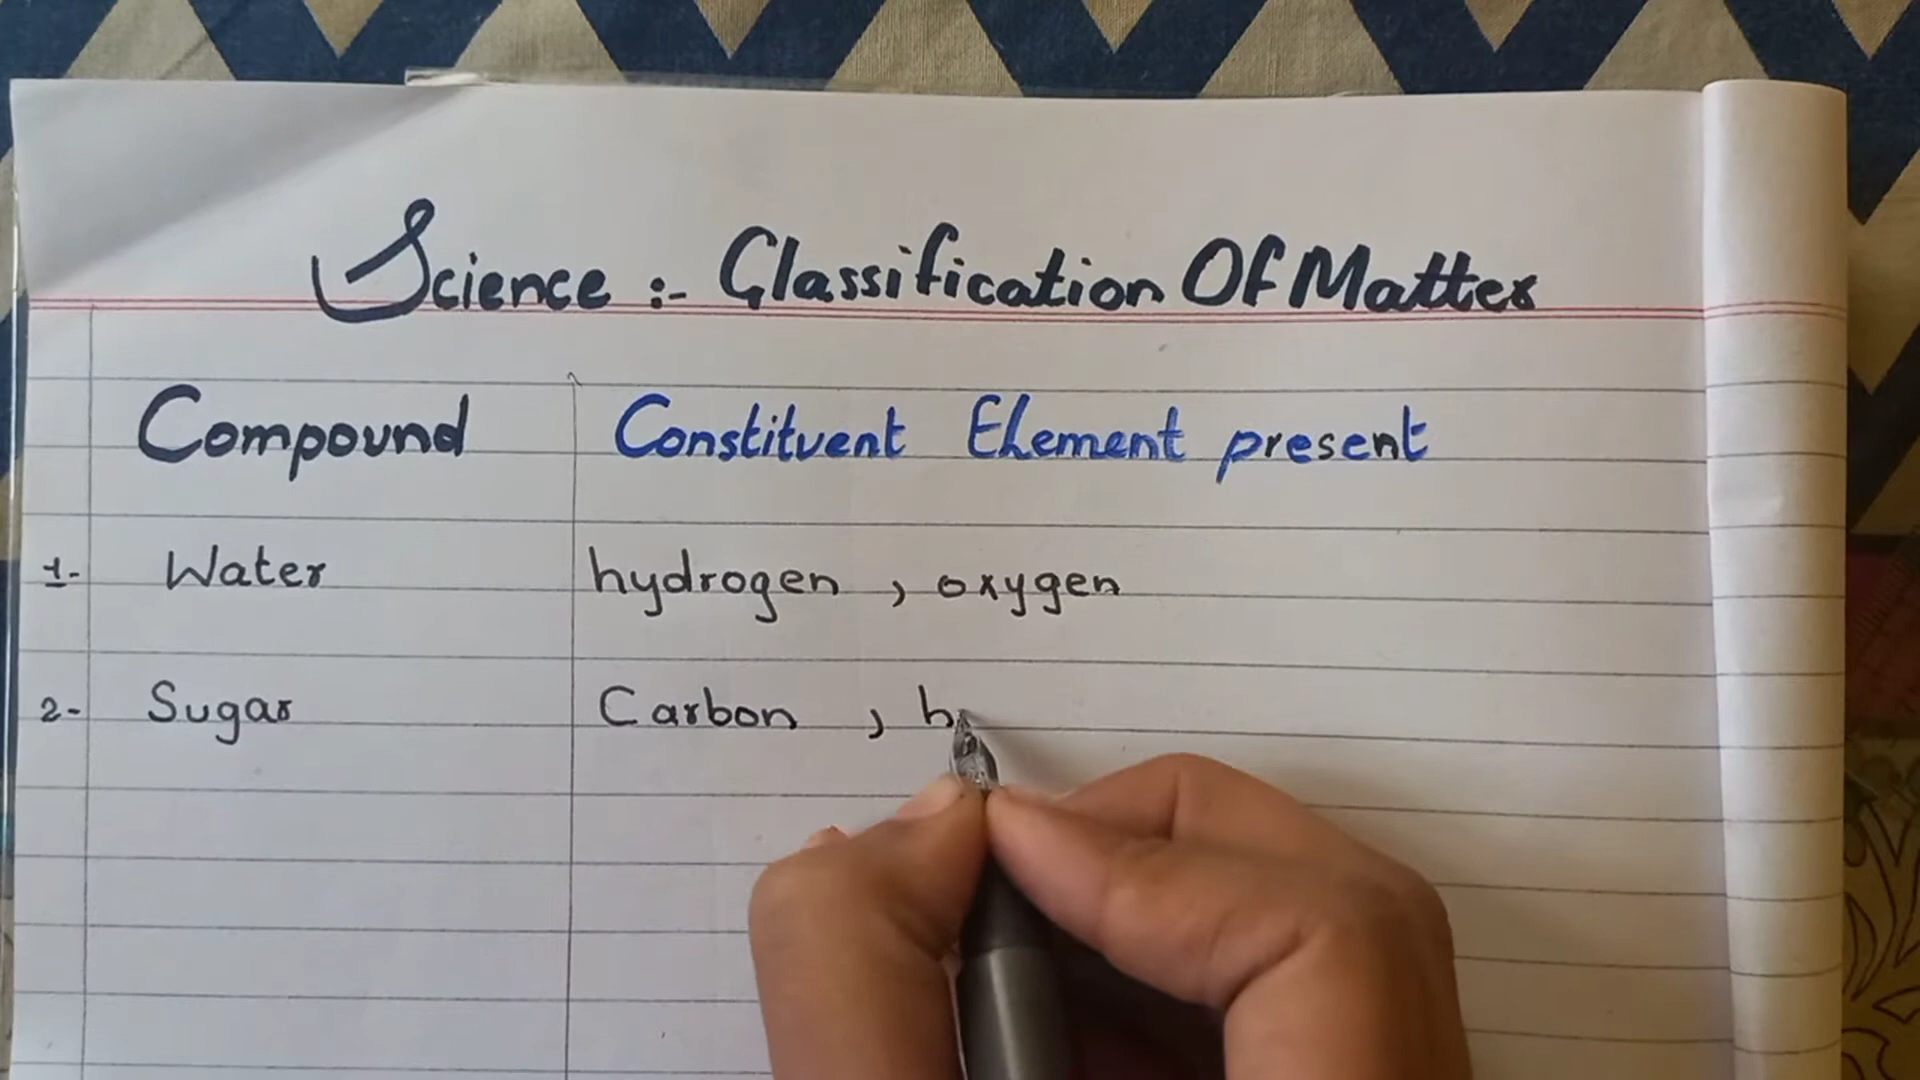 Science :- Classification Of Matter
Compound Constituent Element present
1- Water hydrogen , oxygen
2- Sugar Carbon , h